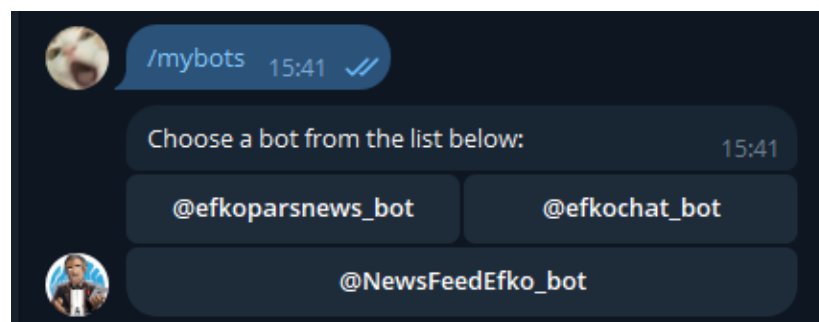 /mybots 15:41
Choose a bot from the list below: 15:41
@efkoparsnews_bot @efkochat_bot
@NewsFeedEfko_bot